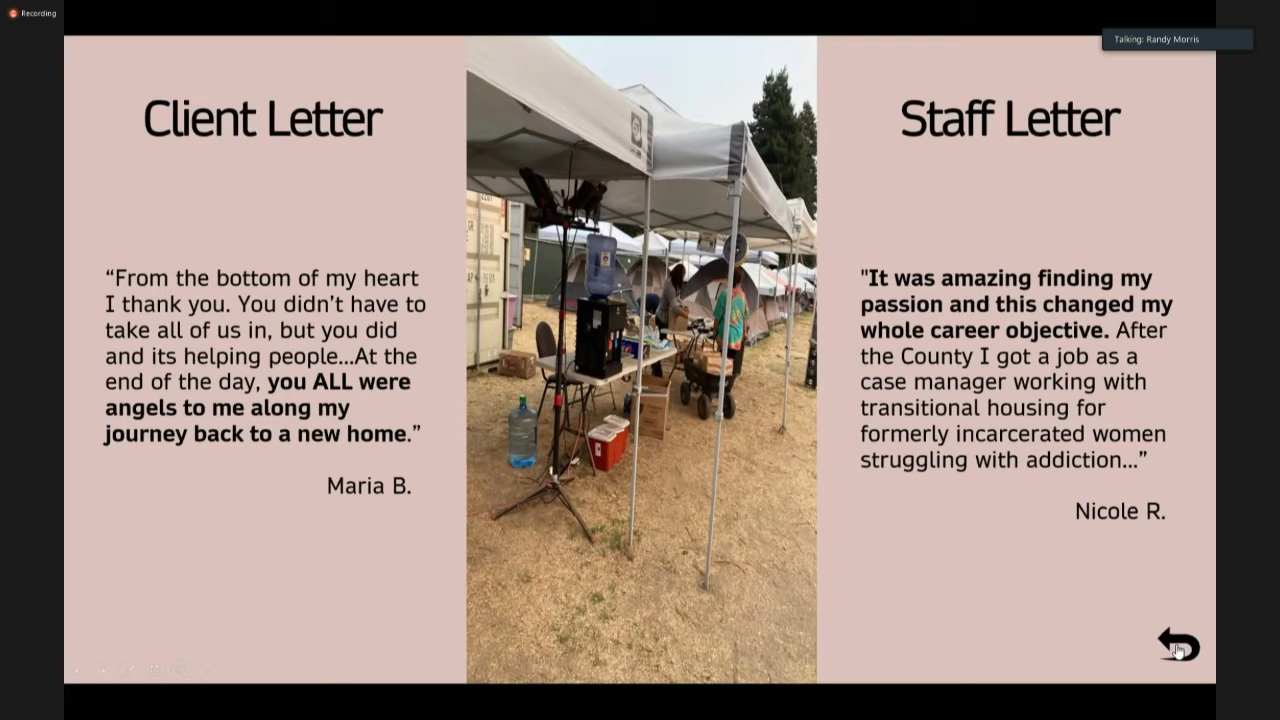 Recording
Talking: Randy Morris
Client Letter
“From the bottom of my heart
I thank you. You didn’t have to
take all of us in, but you did
and its helping people...At the
end of the day, you ALL were
angels to me along my
journey back to a new home.”
Maria B.
Staff Letter
"It was amazing finding my
passion and this changed my
whole career objective. After
the County I got a job as a
case manager working with
transitional housing for
formerly incarcerated women
struggling with addiction...”
Nicole R.